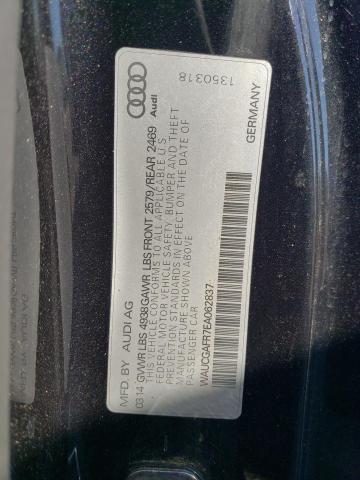 MFD. BY AUDI AG
03 14 GVWR LBS 4938 GAWR LBS FRONT 2579/REAR 2469
THIS VEHICLE CONFORMS TO ALL APPLICABLE U.S
FEDERAL MOTOR VEHICLE SAFETY BUMPER AND THEFT
PREVENTION STANDARDS IN EFFECT ON THE DATE OF
MANUFACTURE SHOWN ABOVE.
PASSENGER CAR
WAUCGAFR7EA062837
Audi
1350318
GERMANY